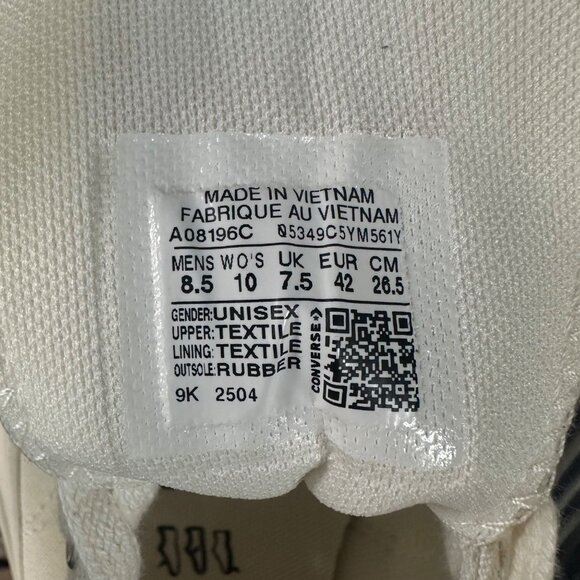 MADE IN VIETNAM
FABRIQUE AU VIETNAM
A08196C 05349C5YM561Y
MENS WO'S UK EUR CM
8.5 10 7.5 42 26.5
GENDER: UNISEX
UPPER: TEXTILE
LINING: TEXTILE
OUTSOLE: RUBBER
CONVERSE
9K 2504